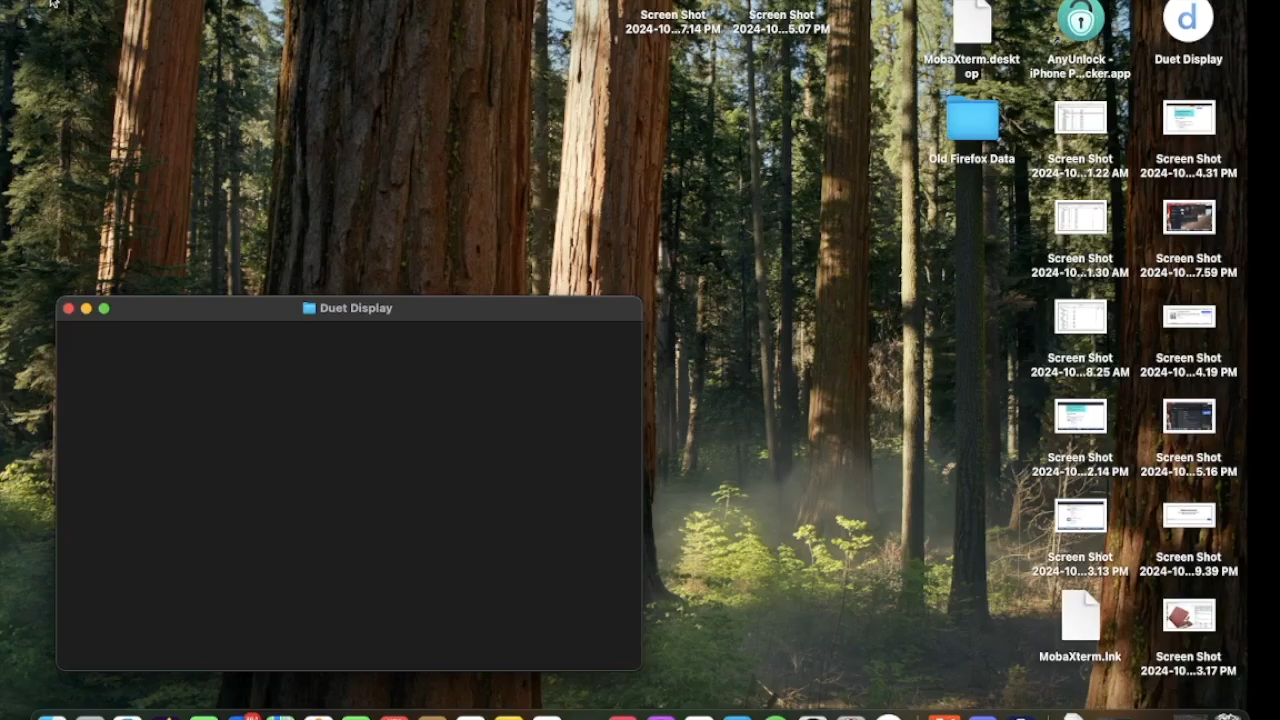 Screen Shot
2024-10...7.14 PM
Screen Shot
2024-10...5.07 PM
MobaXterm.deskt
op
AnyUnlock -
iPhone P...cker.app
d
Duet Display
Old Firefox Data
Screen Shot
2024-10...1.22 AM
Screen Shot
2024-10...4.31 PM
Screen Shot
2024-10...1.30 AM
Screen Shot
2024-10...7.59 PM
Duet Display
Screen Shot
2024-10...8.25 AM
Screen Shot
2024-10...4.19 PM
Screen Shot
2024-10...2.14 PM
Screen Shot
2024-10...5.16 PM
Screen Shot
2024-10...3.13 PM
Screen Shot
2024-10...9.39 PM
MobaXterm.lnk
Screen Shot
2024-10...3.17 PM